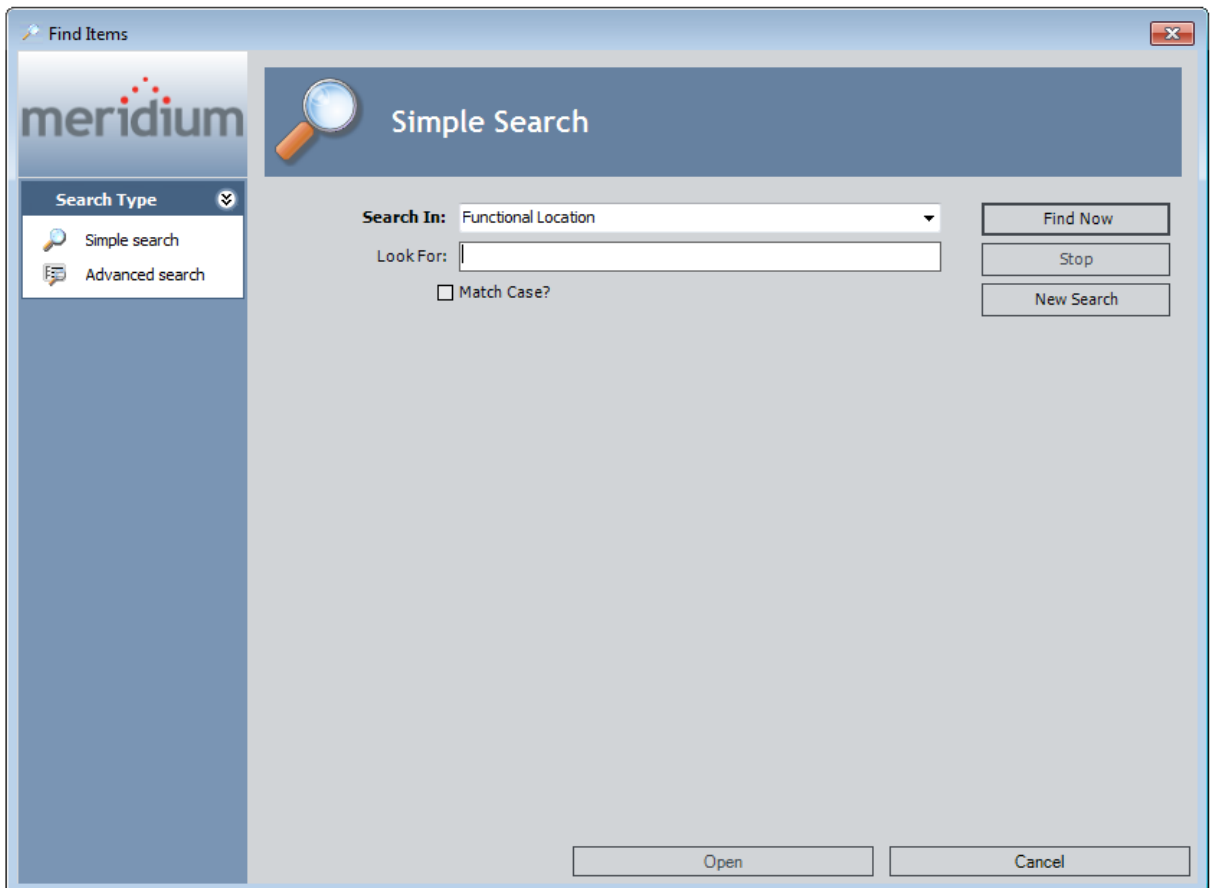 Find Items
meridium
Simple Search
Search Type
Simple search
Advanced search
Search In: Functional Location
Find Now
Look For:
Stop
Match Case?
New Search
Open
Cancel